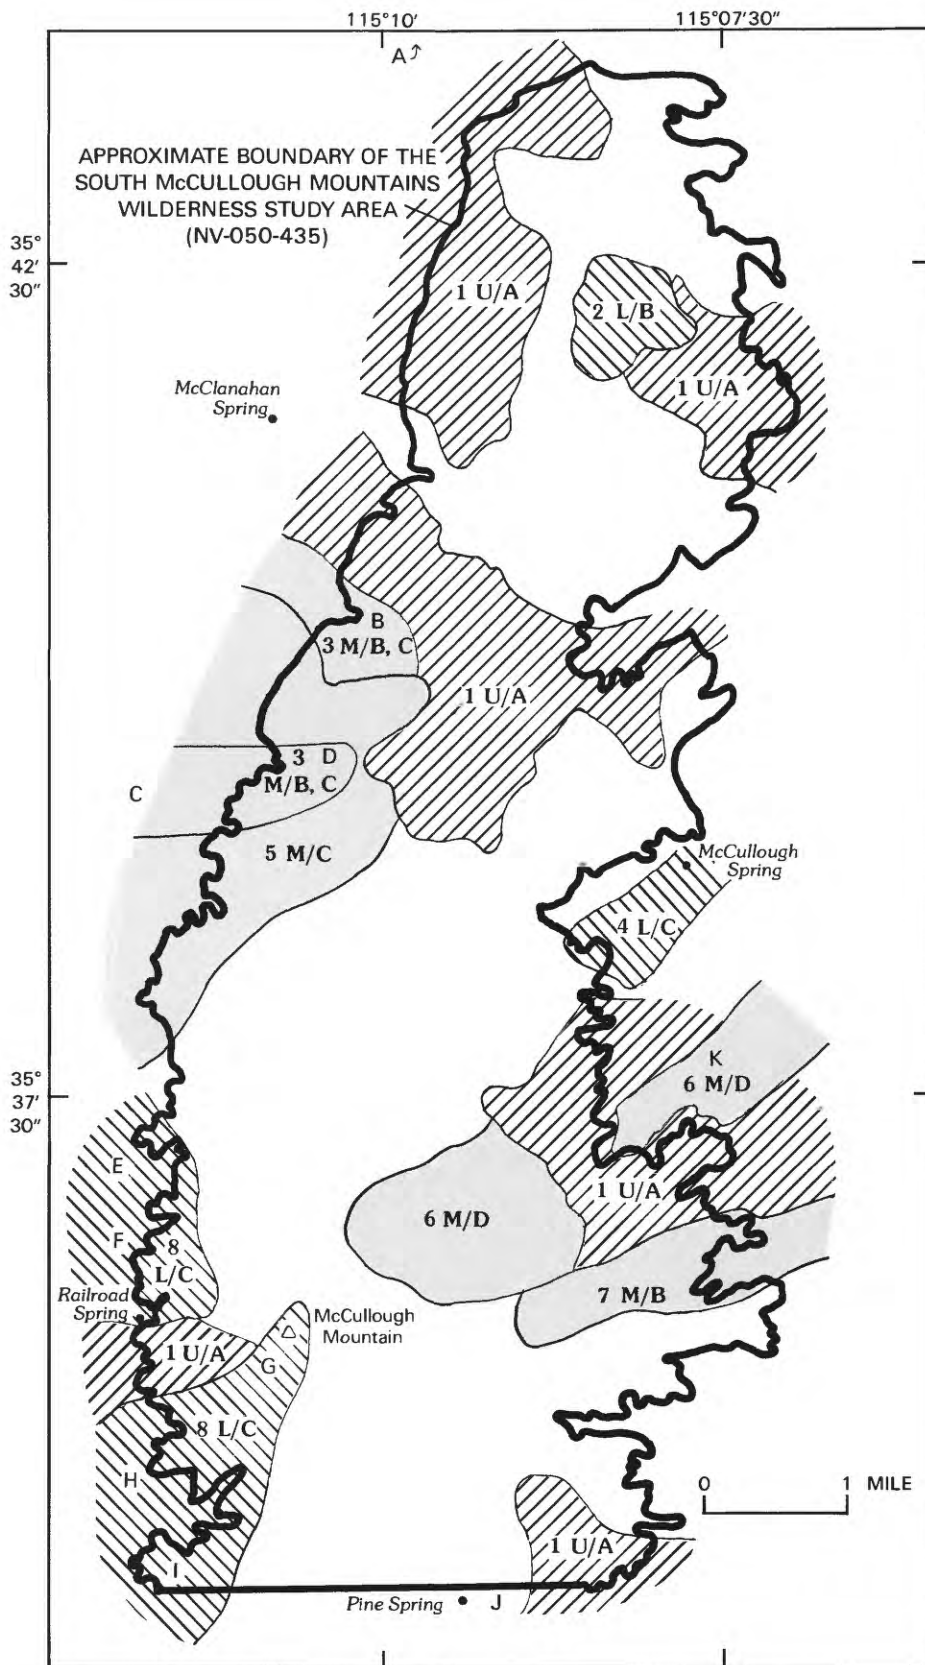 115°10'
115°07'30"
A
APPROXIMATE BOUNDARY OF THE
SOUTH McCULLOUGH MOUNTAINS
WILDERNESS STUDY AREA
(NV-050-435)
35°
42'
30"
1 U/A
2 L/B
1 U/A
McClanahan
Spring
B
3 M/B, C
1 U/A
3 D
M/B, C
C
5 M/C
McCullough
Spring
4 L/C
K
6 M/D
35°
37'
30"
E
1 U/A
6 M/D
F
8
L/C
7 M/B
Railroad
Spring
McCullough
Mountain
1 U/A
G
8 L/C
H
0 1 MILE
1 U/A
I
Pine Spring J